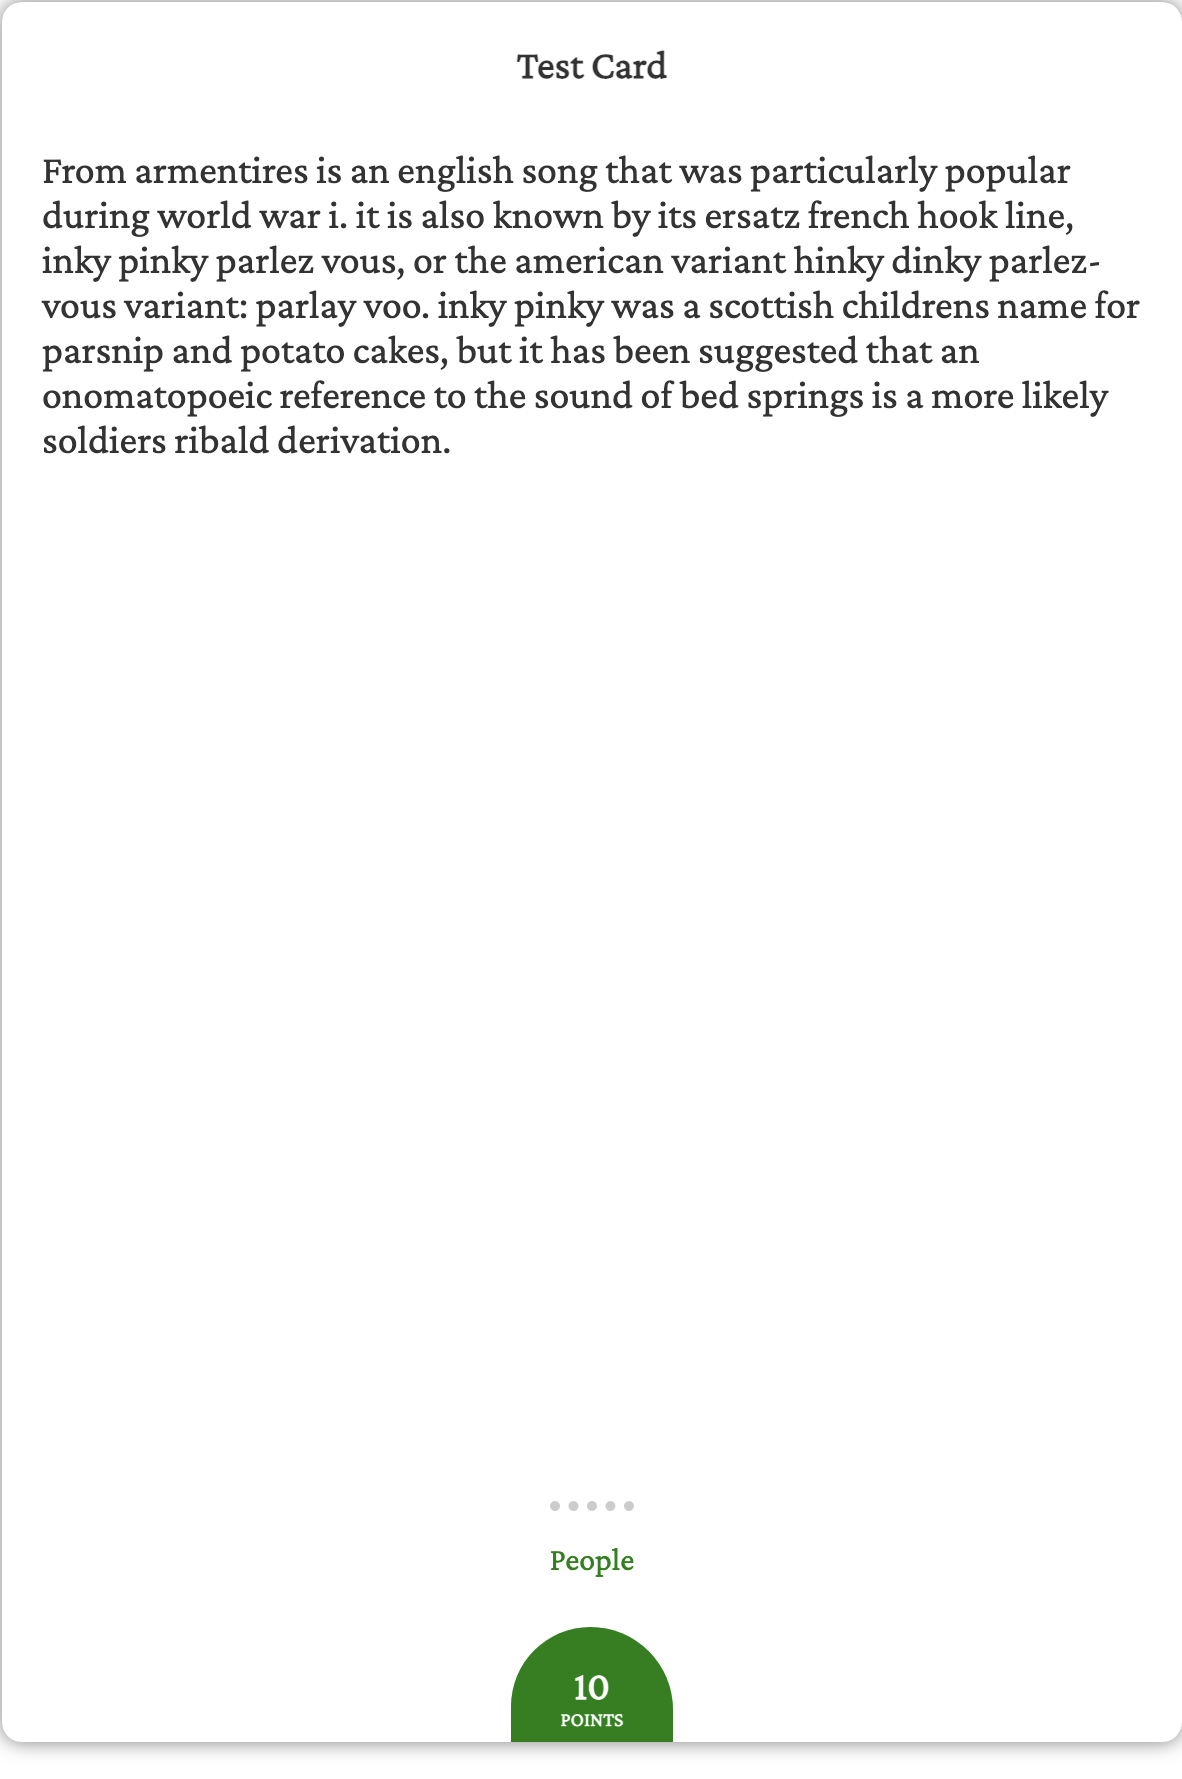 Test Card
From armentires is an english song that was particularly popular
during world war i. it is also known by its ersatz french hook line,
inky pinky parlez vous, or the american variant hinky dinky parlez-
vous variant: parlay voo. inky pinky was a scottish childrens name for
parsnip and potato cakes, but it has been suggested that an
onomatopoeic reference to the sound of bed springs is a more likely
soldiers ribald derivation.
People
10
POINTS